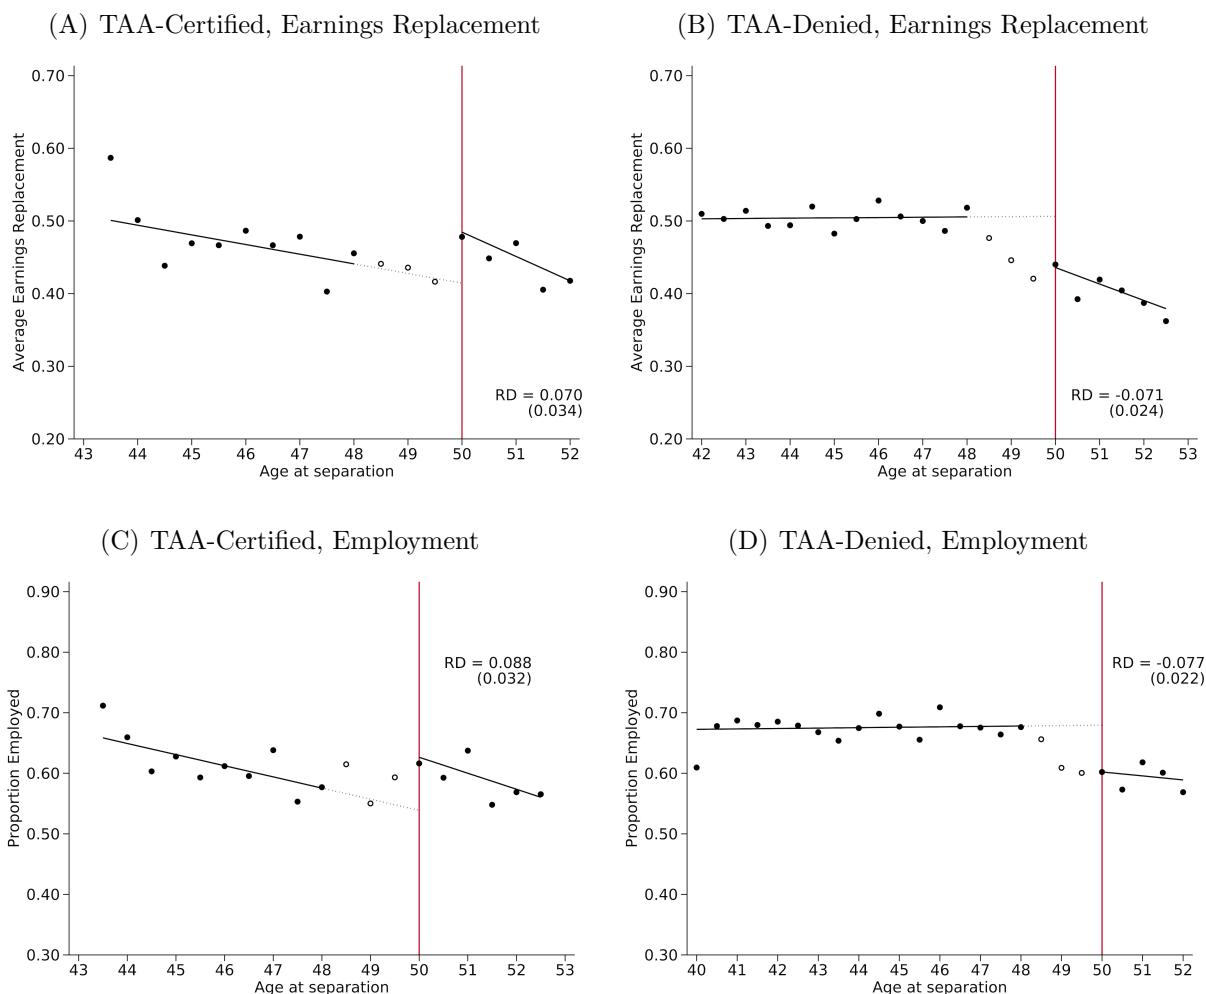 (A) TAA-Certified, Earnings Replacement
0.70
0.60
0.50
0.40
0.30
0.20
Average Earnings Replacement
RD = 0.070
(0.034)
43 44 45 46 47 48 49 50 51 52
Age at separation
(B) TAA-Denied, Earnings Replacement
0.70
0.60
0.50
0.40
0.30
0.20
Average Earnings Replacement
RD = -0.071
(0.024)
42 43 44 45 46 47 48 49 50 51 52 53
Age at separation
(C) TAA-Certified, Employment
0.90
0.80
0.70
0.60
0.50
0.40
0.30
Proportion Employed
RD = 0.088
(0.032)
43 44 45 46 47 48 49 50 51 52 53
Age at separation
(D) TAA-Denied, Employment
0.90
0.80
0.70
0.60
0.50
0.40
0.30
Proportion Employed
RD = -0.077
(0.022)
40 41 42 43 44 45 46 47 48 49 50 51 52
Age at separation